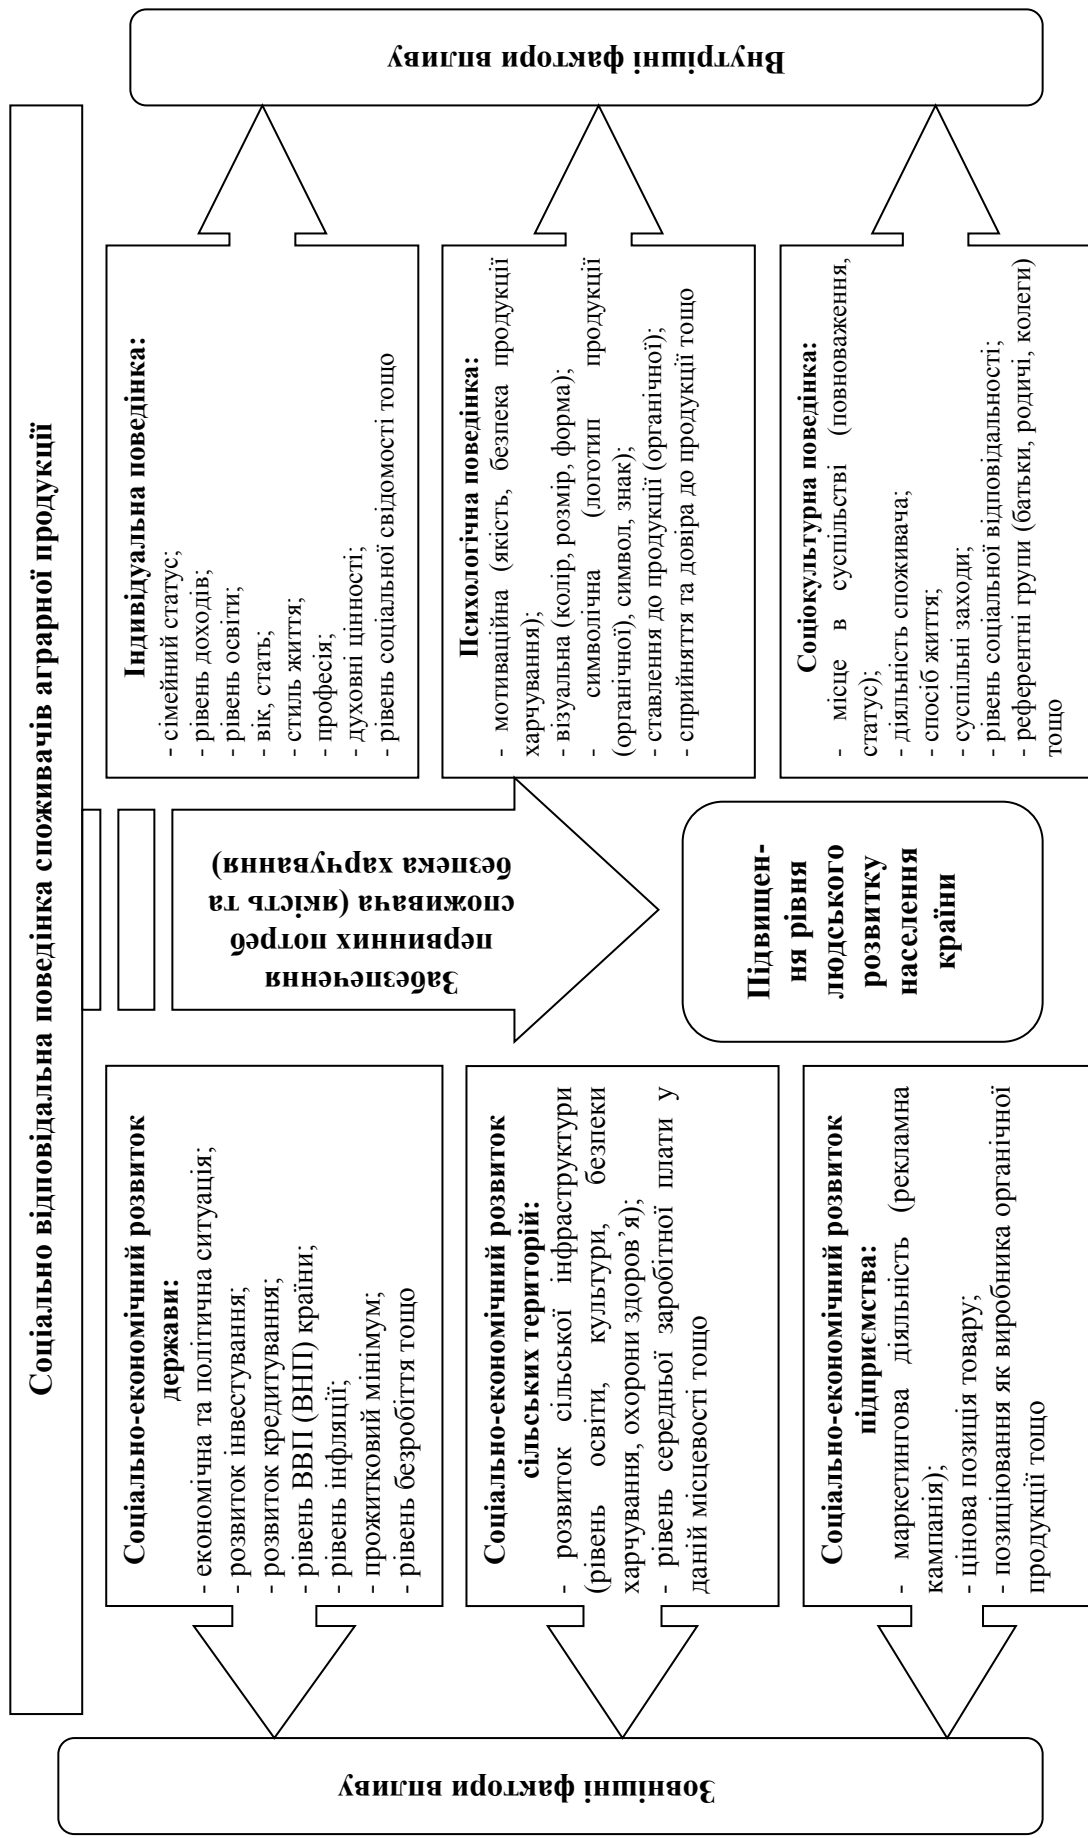 Соціально відповідальна поведінка споживачів аграрної продукції
Зовнішні фактори впливу
Соціально-економічний розвиток
держави:
- економічна та політична ситуація;
- розвиток інвестування;
- розвиток кредитування;
- рівень ВВП (ВНП) країни;
- рівень інфляції;
- прожитковий мінімум;
- рівень безробіття тощо
Соціально-економічний розвиток
сільських територій:
- розвиток сільської інфраструктури
(рівень освіти, культури, безпеки
харчування, охорони здоров’я);
- рівень середньої заробітної плати у
даній місцевості тощо
Соціально-економічний розвиток
підприємства:
- маркетингова діяльність (рекламна
кампанія);
- цінова позиція товару;
- позиціювання як виробника органічної
продукції тощо
Забезпечення
первинних потреб
споживача (якість та
безпека харчування)
Підвищен-
ня рівня
людського
розвитку
населення
країни
Індивідуальна поведінка:
- сімейний статус;
- рівень доходів;
- рівень освіти;
- вік, стать;
- стиль життя;
- професія;
- духовні цінності;
- рівень соціальної свідомості тощо
Психологічна поведінка:
- мотиваційна (якість, безпека продукції
харчування);
- візуальна (колір, розмір, форма);
- символічна (логотип продукції
(органічної), символ, знак);
- ставлення до продукції (органічної);
- сприйняття та довіра до продукції тощо
Соціокультурна поведінка:
- місце в суспільстві (повноваження,
статус);
- діяльність споживача;
- спосіб життя;
- суспільні заходи;
- рівень соціальної відповідальності;
- референтні групи (батьки, родичі, колеги)
тощо
Внутрішні фактори впливу